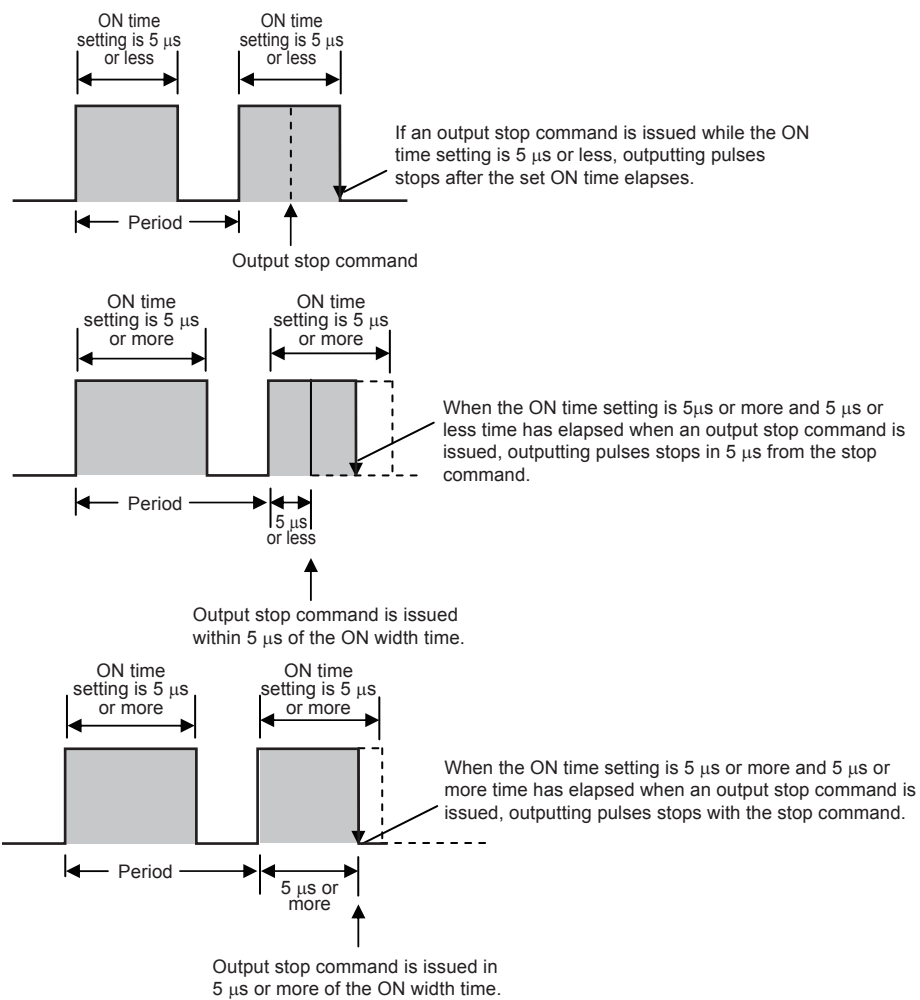 ON time
setting is 5 μs
or less
ON time
setting is 5 μs
or less
If an output stop command is issued while the ON
time setting is 5 μs or less, outputting pulses
stops after the set ON time elapses.
Period
Output stop command
ON time
setting is 5 μs
or more
ON time
setting is 5 μs
or more
When the ON time setting is 5μs or more and 5 μs or
less time has elapsed when an output stop command is
issued, outputting pulses stops in 5 μs from the stop
command.
Period
5 μs
or less
Output stop command is issued
within 5 μs of the ON width time.
ON time
setting is 5 μs
or more
ON time
setting is 5 μs
or more
When the ON time setting is 5 μs or more and 5 μs or
more time has elapsed when an output stop command is
issued, outputting pulses stops with the stop command.
Period
5 μs or
more
Output stop command is issued in
5 μs or more of the ON width time.